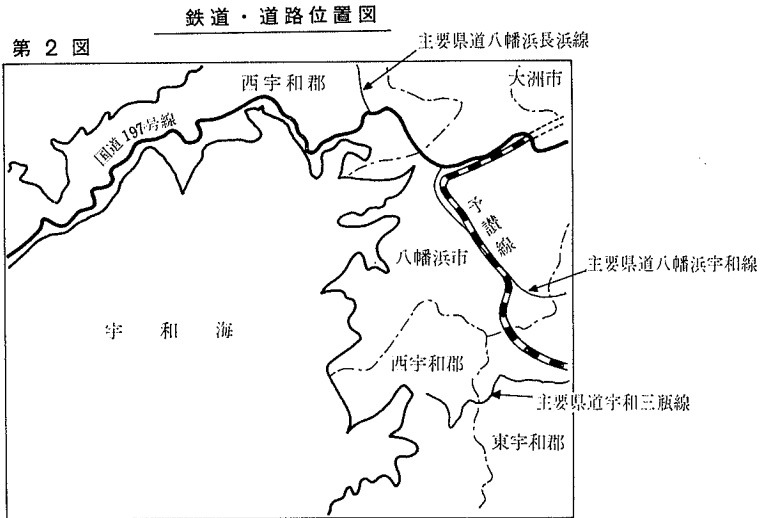 鉄道・道路位置図
第2図
主要県道八幡浜長浜線
西宇和郡
大洲市
国道197号線
予讃線
八幡浜市
主要県道八幡浜宇和線
宇和海
西宇和郡
主要県道宇和三瓶線
東宇和郡